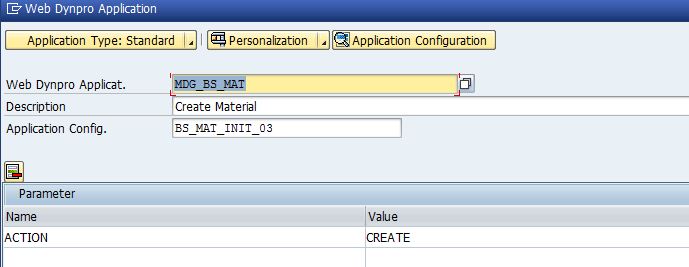 Web Dynpro Application
Application Type: Standard Personalization Application Configuration
Web Dynpro Applicat. MDG_BS_MAT
Description Create Material
Application Config. BS_MAT_INIT_03
Parameter
Name Value
ACTION CREATE